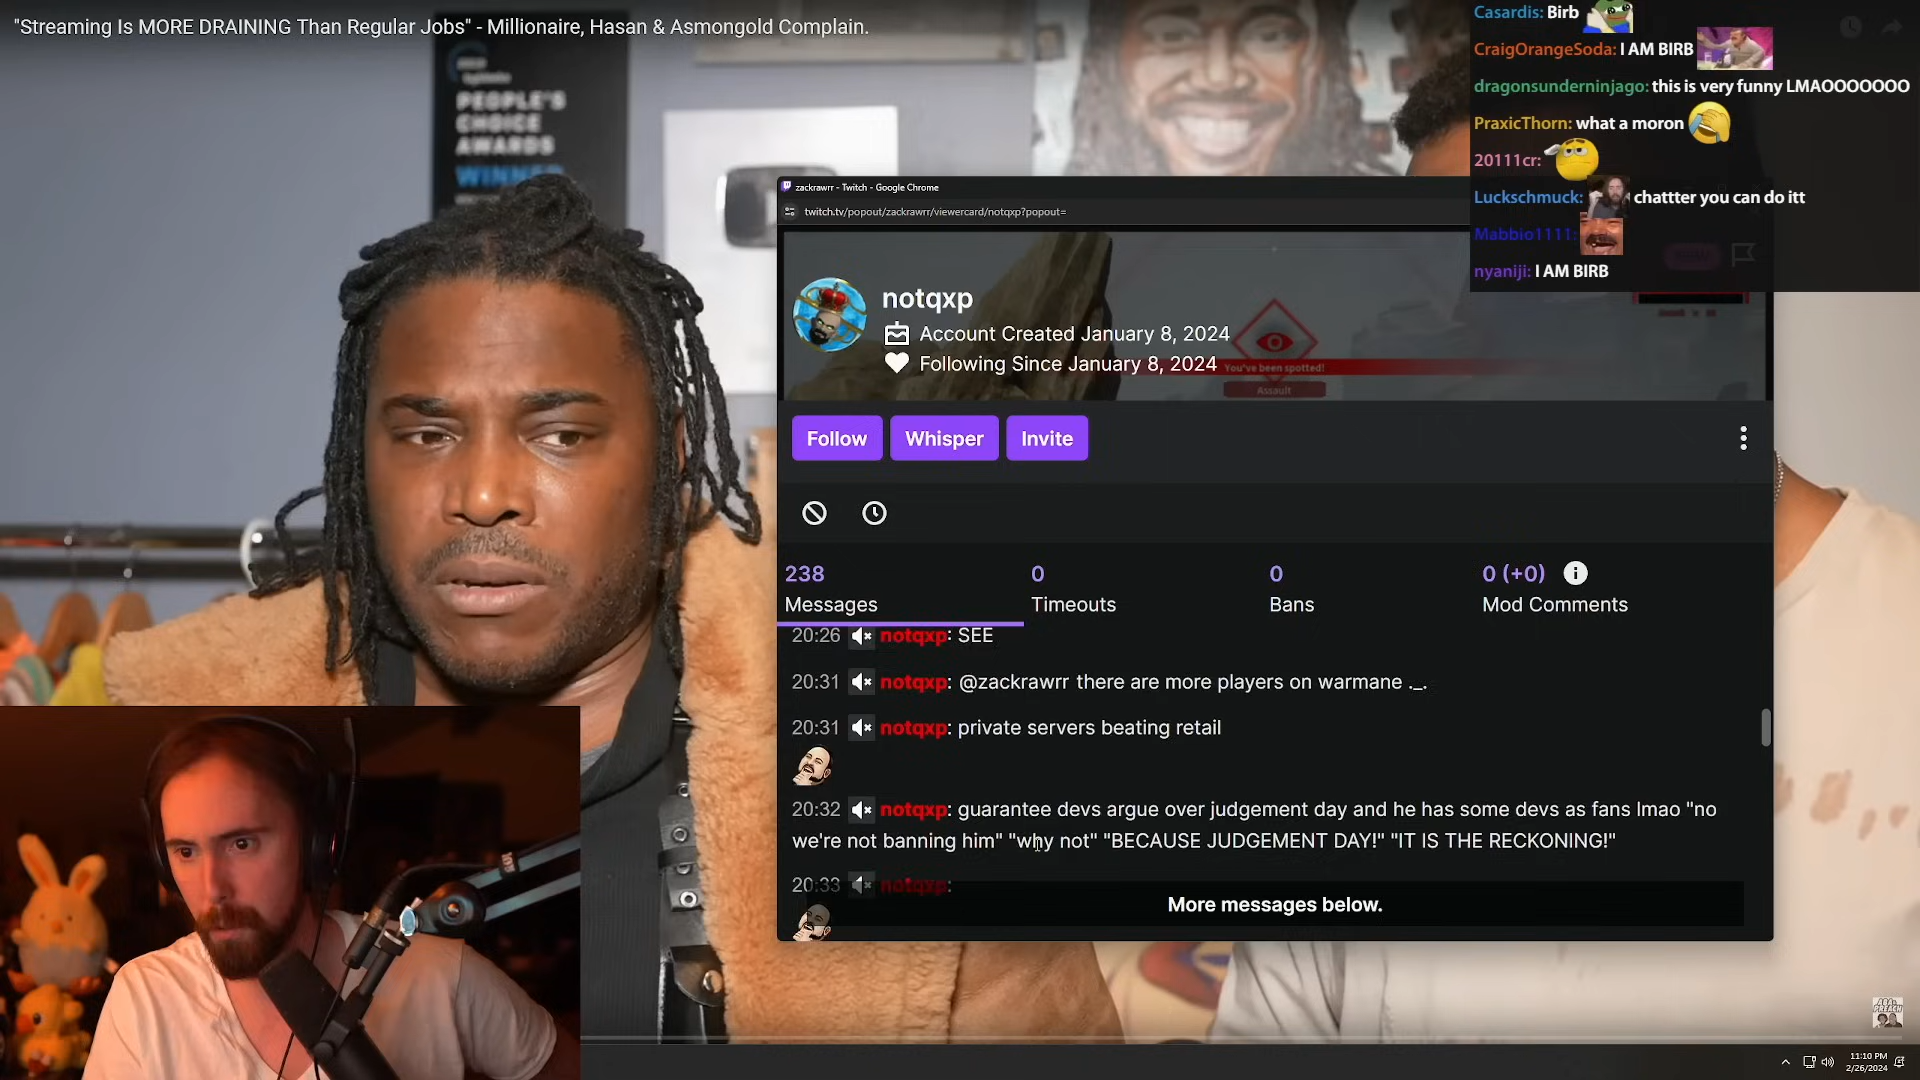 "Streaming Is MORE DRAINING Than Regular Jobs" - Millionaire, Hasan & Asmongold Complain.
PEOPLE'S
CHOICE
AWARDS
WINNER
Casardis: Birb
CraigOrangeSoda: I AM BIRB
dragonsunderninjago: this is very funny LMAOOOOOOO
PraxicThorn: what a moron
20111cr:
Luckschmuck: chattter you can do itt
Mabbio1111:
nyaniji: I AM BIRB
zackrawrr - Twitch - Google Chrome
twitch.tv/popout/zackrawrr/viewercard/notqxp?popout=
notqxp
Account Created January 8, 2024
Following Since January 8, 2024
You've been spotted!
Assault
Follow
Whisper
Invite
238
Messages
0
Timeouts
0
Bans
0 (+0)
Mod Comments
20:26 notqxp: SEE
20:31 notqxp: @zackrawrr there are more players on warmane ._.
20:31 notqxp: private servers beating retail
20:32 notqxp: guarantee devs argue over judgement day and he has some devs as fans lmao "no
we're not banning him" "why not" "BECAUSE JUDGEMENT DAY!" "IT IS THE RECKONING!"
20:33 notqxp:
More messages below.
ABA &
PREACH
11:10 PM
2/26/2024